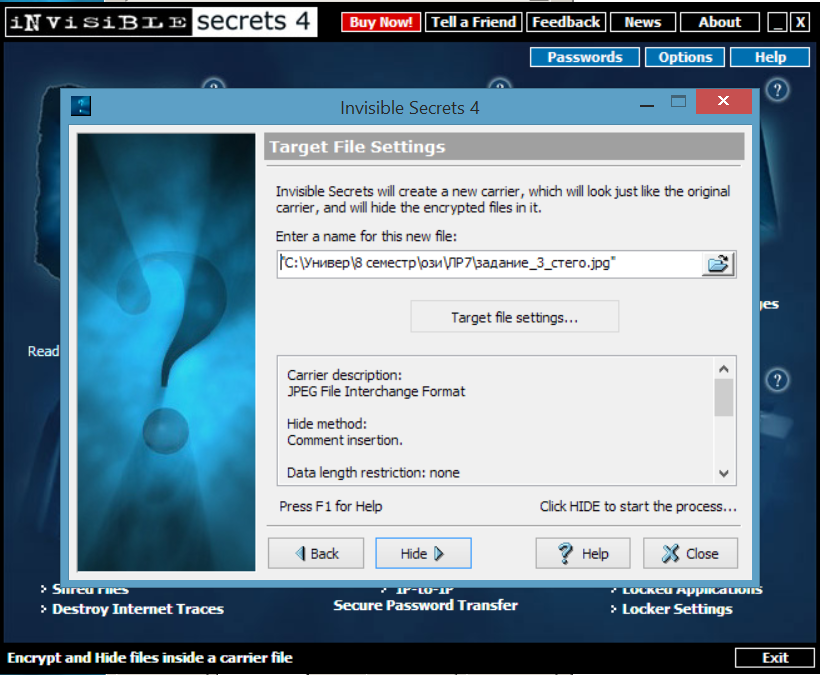 iNViSiBLE secrets 4
Buy Now!
Tell a Friend
Feedback
News
About
_
X
Passwords
Options
Help
?
Invisible Secrets 4
Target File Settings
Invisible Secrets will create a new carrier, which will look just like the original
carrier, and will hide the encrypted files in it.
Enter a name for this new file:
"C:\Универ\8 семестр\ози\ЛР7\задание_3_стего.jpg"
Target file settings...
Carrier description:
JPEG File Interchange Format
Hide method:
Comment insertion.
Data length restriction: none
Press F1 for Help
Click HIDE to start the process...
Back
Hide
Help
Close
Read
?
Shred Files
IP-to-IP
Locked Applications
Destroy Internet Traces
Secure Password Transfer
Locker Settings
Encrypt and Hide files inside a carrier file
Exit